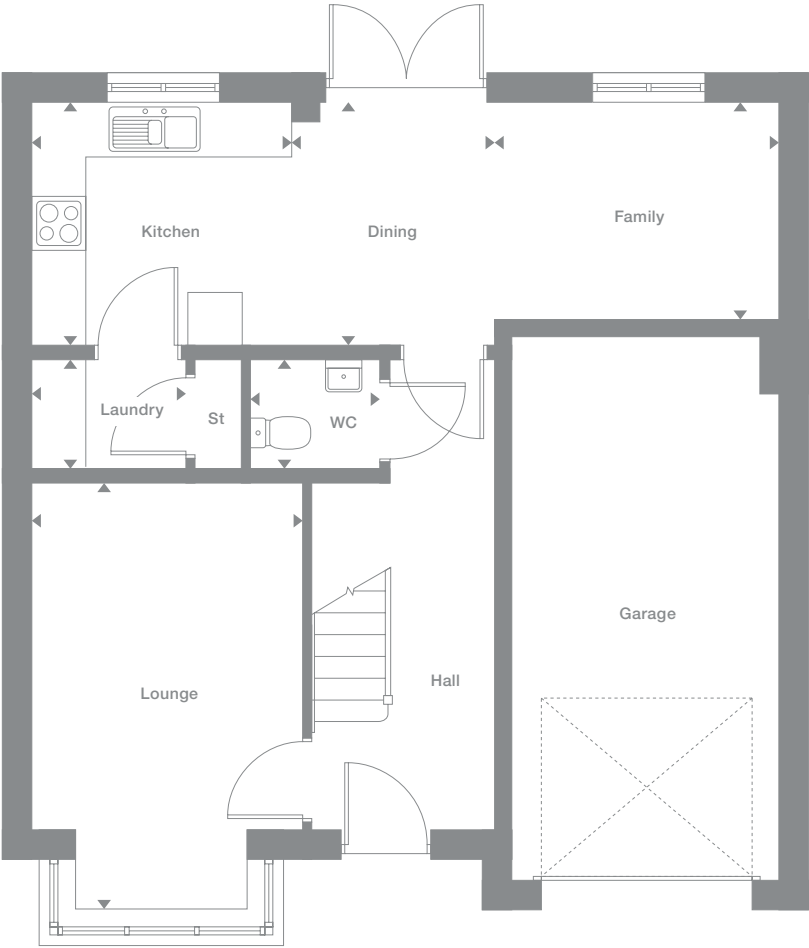 Family
Kitchen
Dining
Laundry
St
WC
Garage
Hall
Lounge